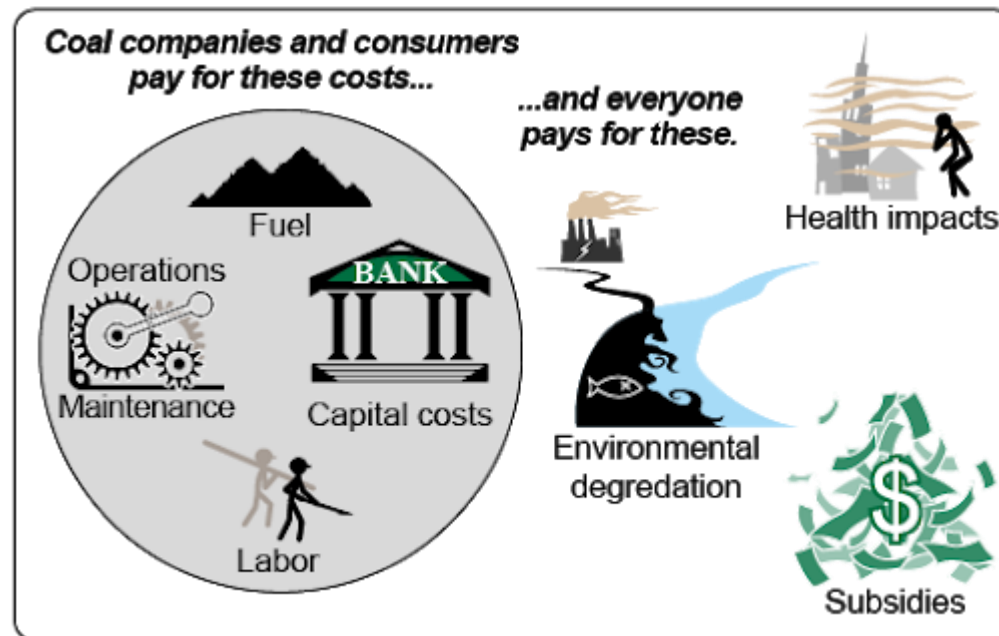 Coal companies and consumers
pay for these costs...
...and everyone
pays for these.
Fuel
Operations
Maintenance
BANK
Capital costs
Labor
Health impacts
Environmental
degredation
$
Subsidies